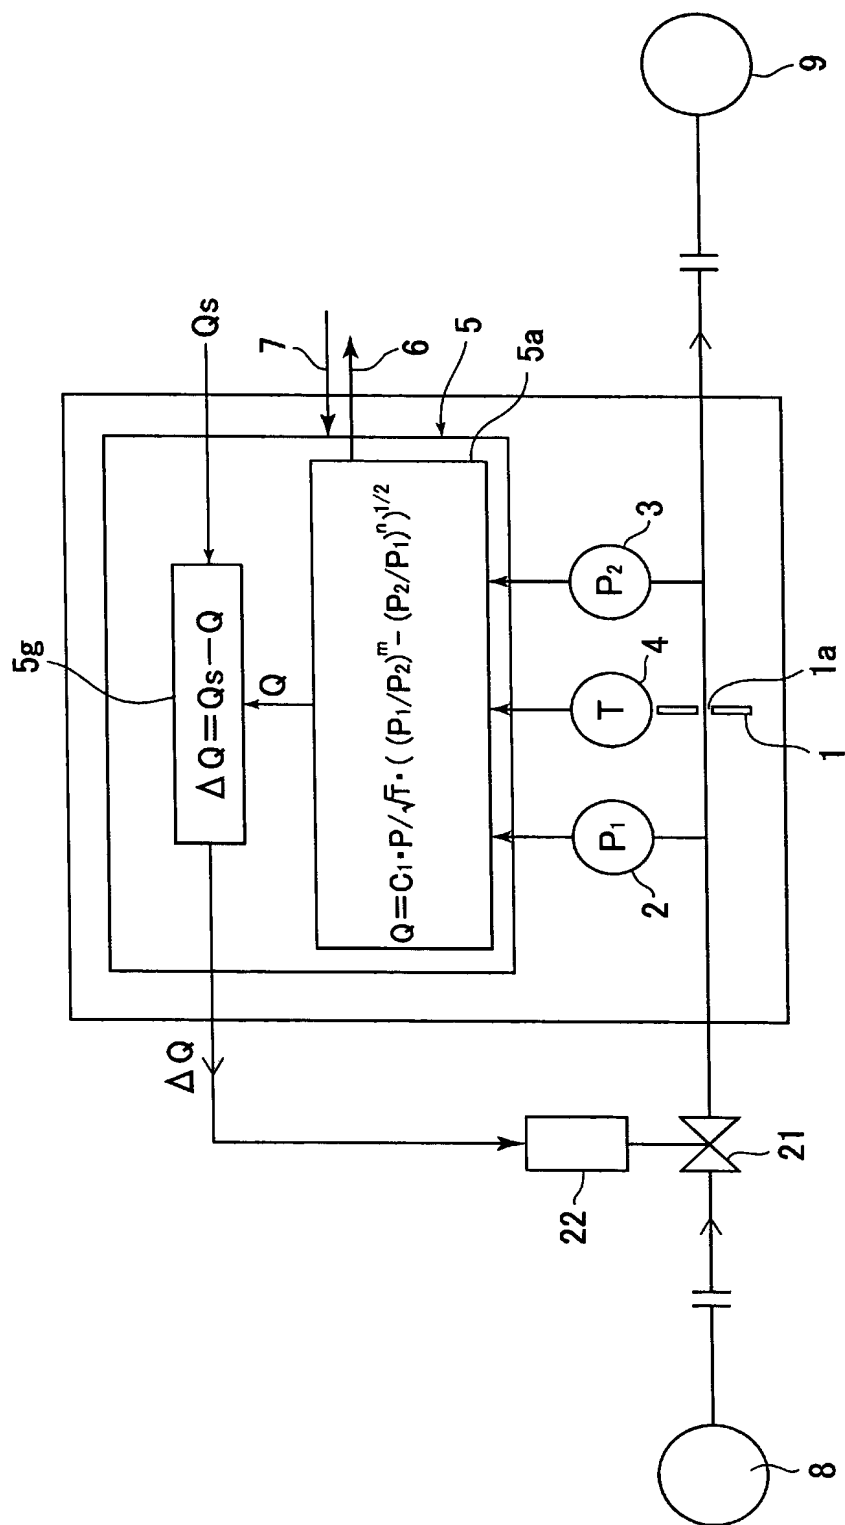 5g
ΔQ
ΔQ=Qs−Q
Qs
Q
7
Q=C₁・P/√T・((P₁/P₂)ᵐ−(P₂/P₁)ⁿ)¹/²
6
5
5a
22
P₁
T
P₂
2
4
3
21
1
1a
8
9